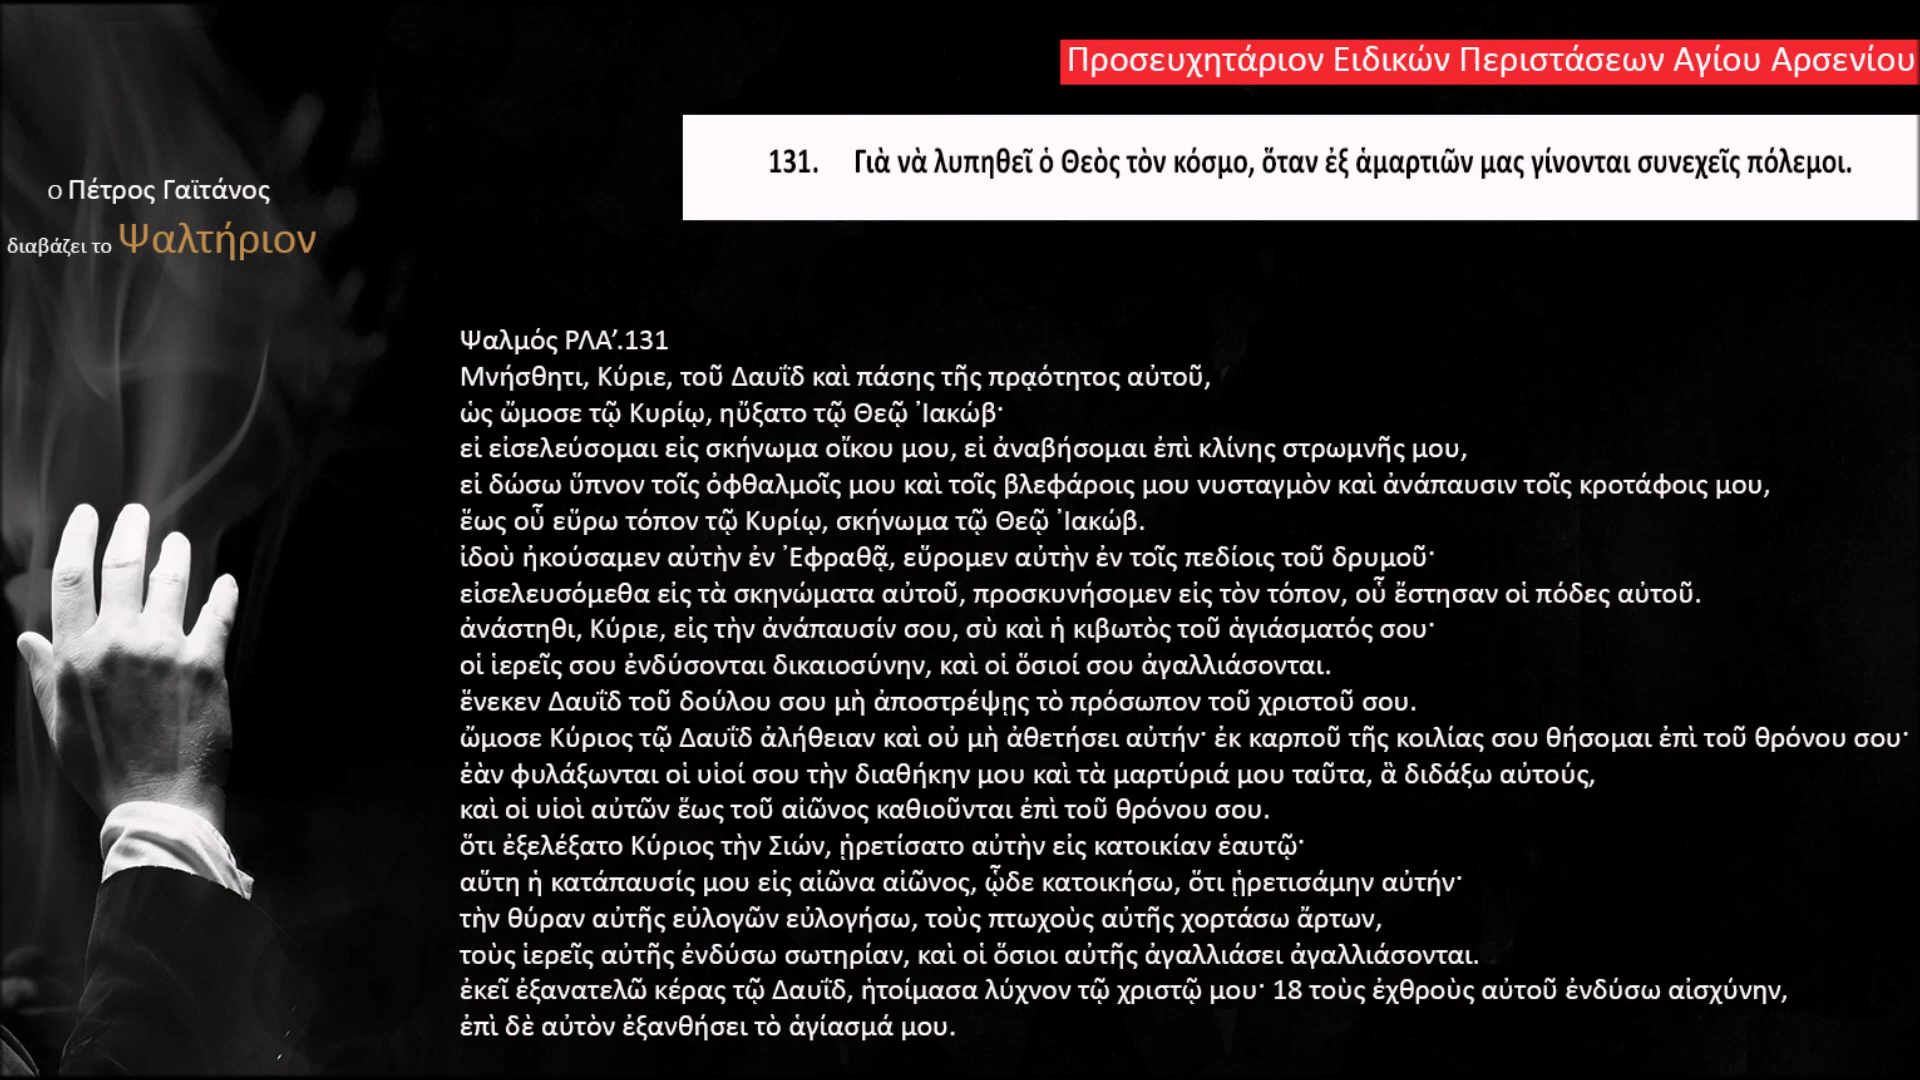 Προσευχητάριον Ειδικών Περιστάσεων Αγίου Αρσενίου
131. Γιὰ νὰ λυπηθεῖ ὁ Θεὸς τὸν κόσμο, ὅταν ἐξ ἁμαρτιῶν μας γίνονται συνεχεῖς πόλεμοι.
ο Πέτρος Γαϊτάνος
διαβάζει το Ψαλτήριον
Ψαλμός ΡΛΑ’.131
Μνήσθητι, Κύριε, τοῦ Δαυΐδ καὶ πάσης τῆς πρᾳότητος αὐτοῦ,
ὡς ὤμοσε τῷ Κυρίῳ, ηὔξατο τῷ Θεῷ ᾿Ιακώβ·
εἰ εἰσελεύσομαι εἰς σκήνωμα οἴκου μου, εἰ ἀναβήσομαι ἐπὶ κλίνης στρωμνῆς μου,
εἰ δώσω ὕπνον τοῖς ὀφθαλμοῖς μου καὶ τοῖς βλεφάροις μου νυσταγμὸν καὶ ἀνάπαυσιν τοῖς κροτάφοις μου,
ἕως οὗ εὕρω τόπον τῷ Κυρίῳ, σκήνωμα τῷ Θεῷ ᾿Ιακώβ.
ἰδοὺ ἠκούσαμεν αὐτὴν ἐν ᾿Εφραθᾷ, εὕρομεν αὐτὴν ἐν τοῖς πεδίοις τοῦ δρυμοῦ·
εἰσελευσόμεθα εἰς τὰ σκηνώματα αὐτοῦ, προσκυνήσομεν εἰς τὸν τόπον, οὗ ἔστησαν οἱ πόδες αὐτοῦ.
ἀνάστηθι, Κύριε, εἰς τὴν ἀνάπαυσίν σου, σὺ καὶ ἡ κιβωτὸς τοῦ ἁγιάσματός σου·
οἱ ἱερεῖς σου ἐνδύσονται δικαιοσύνην, καὶ οἱ ὅσιοί σου ἀγαλλιάσονται.
ἕνεκεν Δαυΐδ τοῦ δούλου σου μὴ ἀποστρέψῃς τὸ πρόσωπον τοῦ χριστοῦ σου.
ὤμοσε Κύριος τῷ Δαυΐδ ἀλήθειαν καὶ οὐ μὴ ἀθετήσει αὐτήν· ἐκ καρποῦ τῆς κοιλίας σου θήσομαι ἐπὶ τοῦ θρόνου σου·
ἐὰν φυλάξωνται οἱ υἱοί σου τὴν διαθήκην μου καὶ τὰ μαρτύριά μου ταῦτα, ἃ διδάξω αὐτούς,
καὶ οἱ υἱοὶ αὐτῶν ἕως τοῦ αἰῶνος καθιοῦνται ἐπὶ τοῦ θρόνου σου.
ὅτι ἐξελέξατο Κύριος τὴν Σιών, ᾑρετίσατο αὐτὴν εἰς κατοικίαν ἑαυτῷ·
αὕτη ἡ κατάπαυσίς μου εἰς αἰῶνα αἰῶνος, ᾧδε κατοικήσω, ὅτι ᾑρετισάμην αὐτήν·
τὴν θύραν αὐτῆς εὐλογῶν εὐλογήσω, τοὺς πτωχοὺς αὐτῆς χορτάσω ἄρτων,
τοὺς ἱερεῖς αὐτῆς ἐνδύσω σωτηρίαν, καὶ οἱ ὅσιοι αὐτῆς ἀγαλλιάσει ἀγαλλιάσονται.
ἐκεῖ ἐξανατελῶ κέρας τῷ Δαυΐδ, ἡτοίμασα λύχνον τῷ χριστῷ μου· 18 τοὺς ἐχθροὺς αὐτοῦ ἐνδύσω αἰσχύνην,
ἐπὶ δὲ αὐτὸν ἐξανθήσει τὸ ἁγίασμά μου.